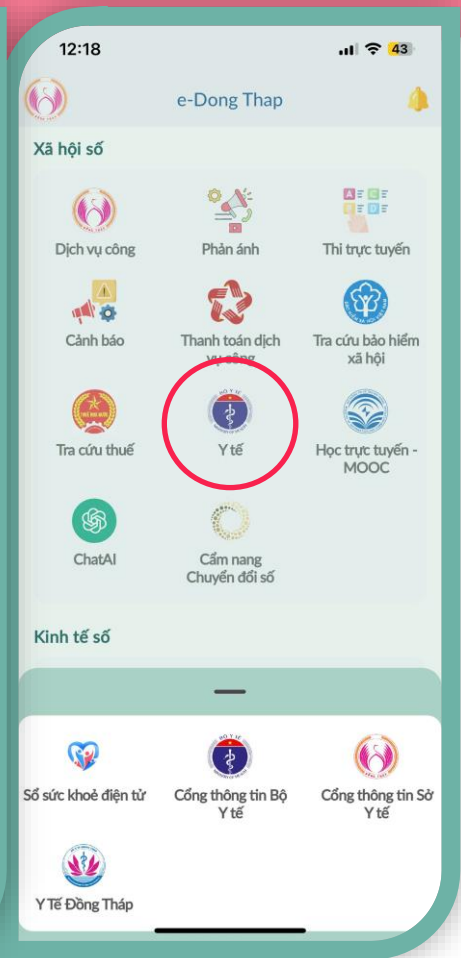 12:18
43
e-Dong Thap
Xã hội số
Dịch vụ công
Phản ánh
Thi trực tuyến
Cảnh báo
Thanh toán dịch
vụ công
Tra cứu bảo hiểm
xã hội
Tra cứu thuế
Y tế
Học trực tuyến -
MOOC
ChatAI
Cẩm nang
Chuyển đổi số
Kinh tế số
Sổ sức khoẻ điện tử
Cổng thông tin Bộ
Y tế
Cổng thông tin Sở
Y tế
Y Tế Đồng Tháp